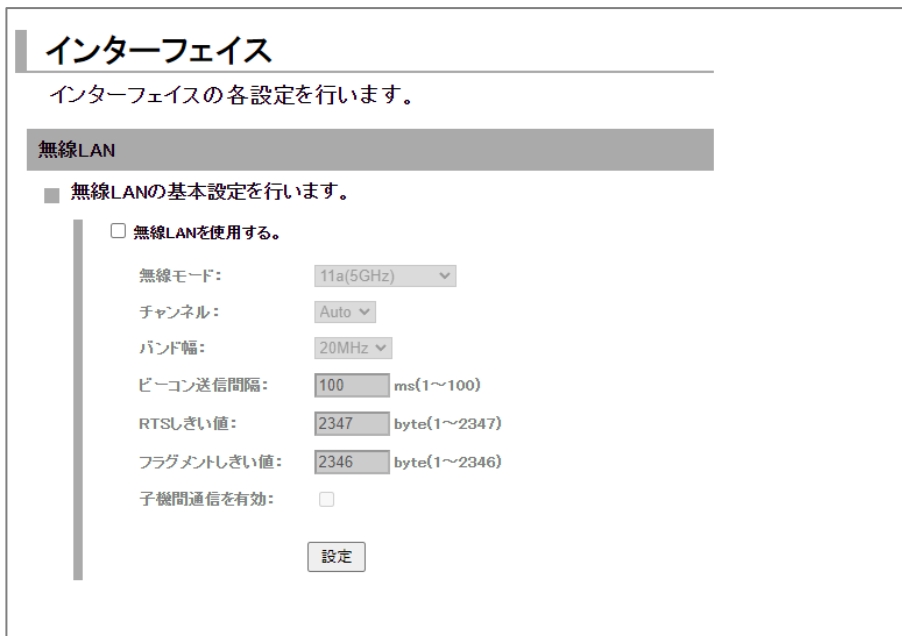 インターフェイス
インターフェイスの各設定を行います。
無線LAN
無線LANの基本設定を行います。
無線LANを使用する。
無線モード： 11a(5GHz)
チャンネル： Auto
バンド幅： 20MHz
ビーコン送信間隔： 100 ms(1～100)
RTSしきい値： 2347 byte(1～2347)
フラグメントしきい値： 2346 byte(1～2346)
子機間通信を有効：
設定